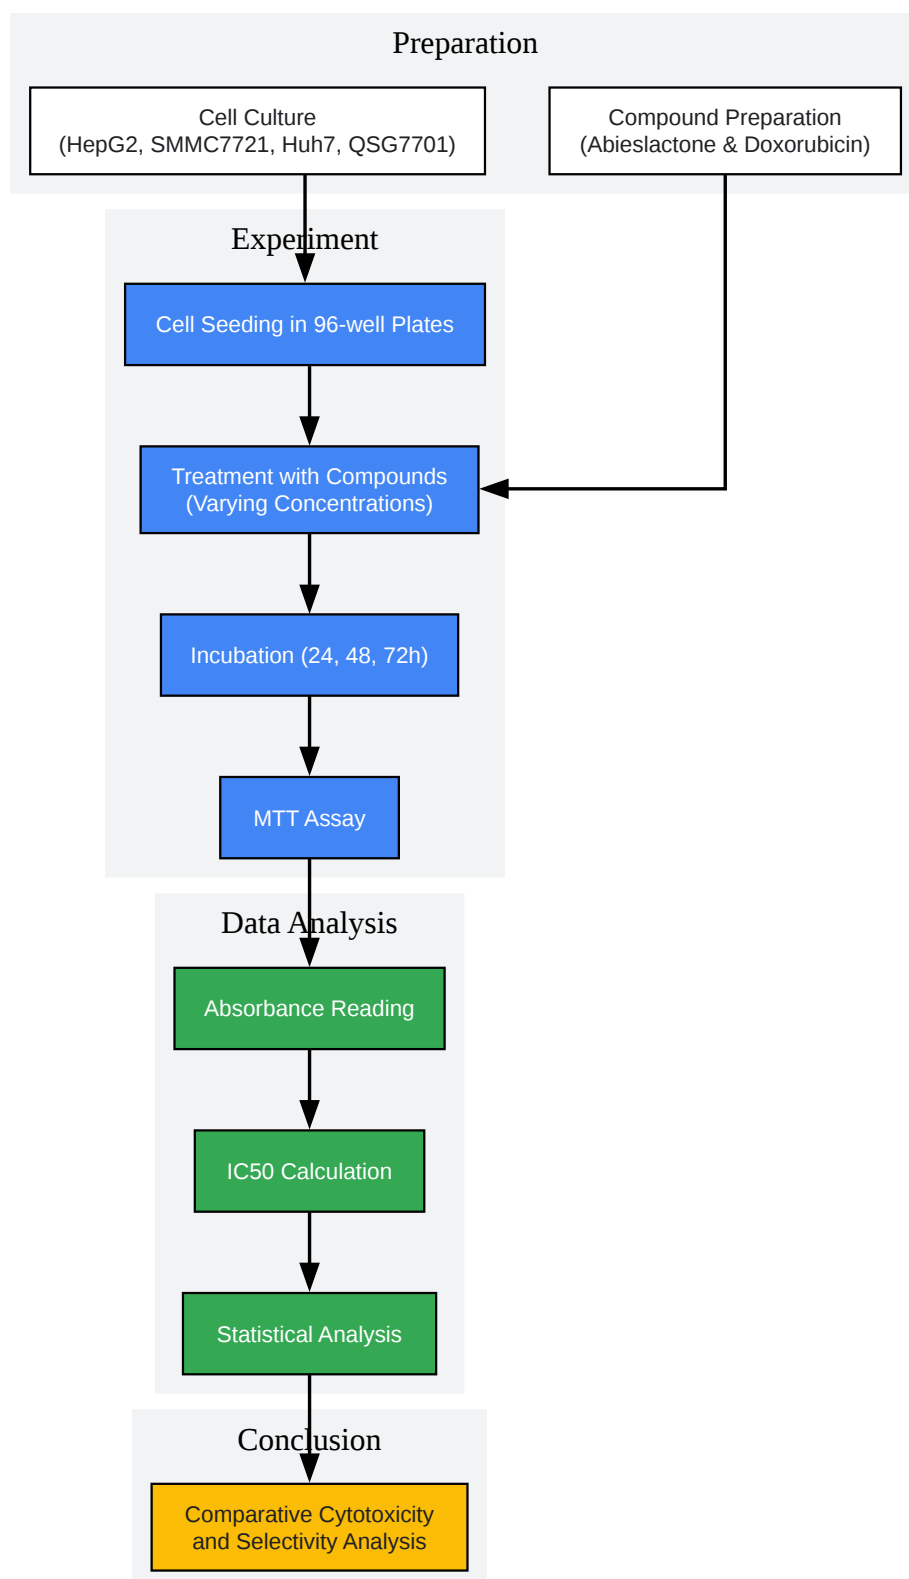 Preparation
Cell Culture
(HepG2, SMMC7721, Huh7, QSG7701)
Compound Preparation
(Abieslactone & Doxorubicin)
Experiment
Cell Seeding in 96-well Plates
Treatment with Compounds
(Varying Concentrations)
Incubation (24, 48, 72h)
MTT Assay
Data Analysis
Absorbance Reading
IC50 Calculation
Statistical Analysis
Conclusion
Comparative Cytotoxicity
and Selectivity Analysis